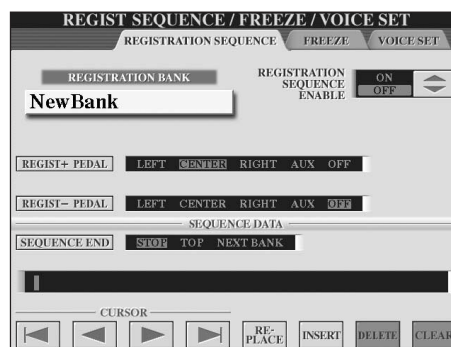 REGIST SEQUENCE / FREEZE / VOICE SET
REGISTRATION SEQUENCE FREEZE VOICE SET
REGISTRATION BANK
NewBank
REGISTRATION
SEQUENCE
ENABLE
ON
OFF
REGIST+ PEDAL LEFT CENTER RIGHT AUX OFF
REGIST− PEDAL LEFT CENTER RIGHT AUX OFF
SEQUENCE DATA
SEQUENCE END STOP TOP NEXT BANK
CURSOR
RE-
PLACE
INSERT
DELETE
CLEAR